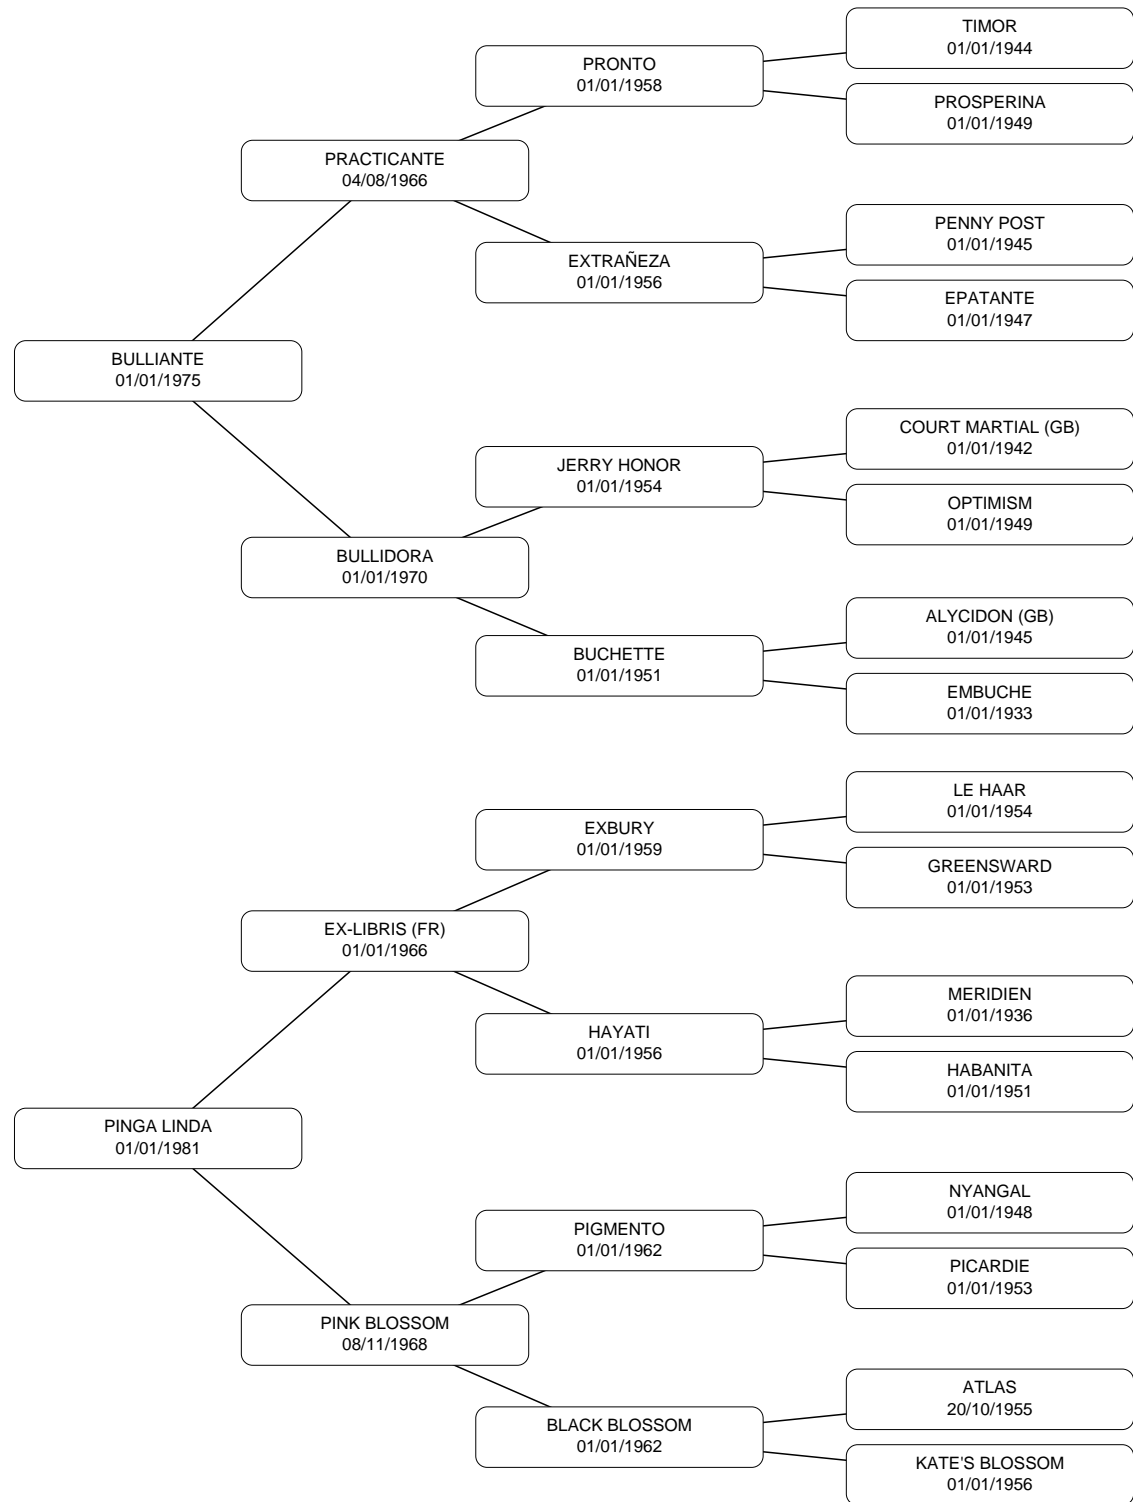 TIMOR
01/01/1944
PRONTO
01/01/1958
PROSPERINA
01/01/1949
PRACTICANTE
04/08/1966
PENNY POST
01/01/1945
EXTRAÑEZA
01/01/1956
EPATANTE
01/01/1947
BULLIANTE
01/01/1975
COURT MARTIAL (GB)
01/01/1942
JERRY HONOR
01/01/1954
OPTIMISM
01/01/1949
BULLIDORA
01/01/1970
ALYCIDON (GB)
01/01/1945
BUCHETTE
01/01/1951
EMBUCHE
01/01/1933
LE HAAR
01/01/1954
EXBURY
01/01/1959
GREENSWARD
01/01/1953
EX-LIBRIS (FR)
01/01/1966
MERIDIEN
01/01/1936
HAYATI
01/01/1956
HABANITA
01/01/1951
PINGA LINDA
01/01/1981
NYANGAL
01/01/1948
PIGMENTO
01/01/1962
PICARDIE
01/01/1953
PINK BLOSSOM
08/11/1968
ATLAS
20/10/1955
BLACK BLOSSOM
01/01/1962
KATE'S BLOSSOM
01/01/1956